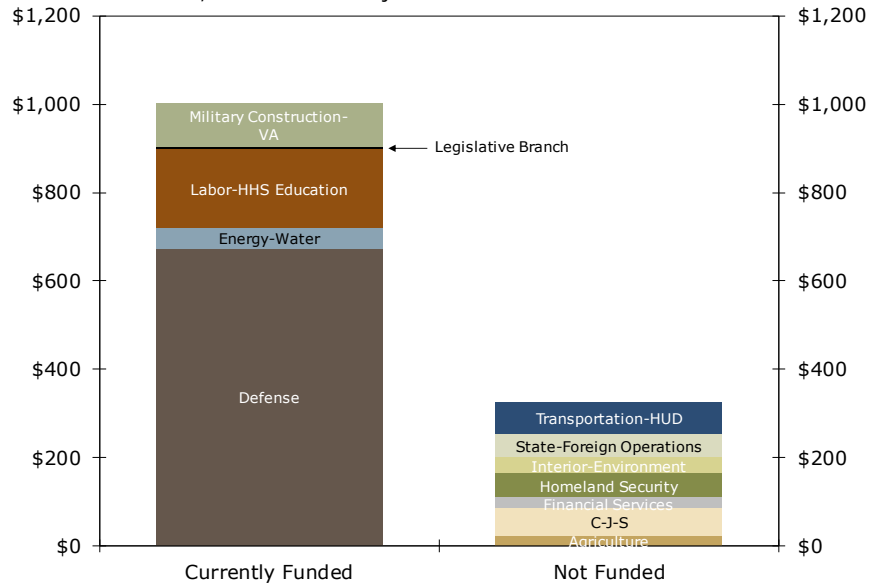 $1,200
$1,000
$800
$600
$400
$200
$0
Military Construction-
VA
Legislative Branch
Labor-HHS Education
Energy-Water
Defense
Transportation-HUD
State-Foreign Operations
Interior-Environment
Homeland Security
Financial Services
C-J-S
Agriculture
$1,200
$1,000
$800
$600
$400
$200
$0
Currently Funded
Not Funded